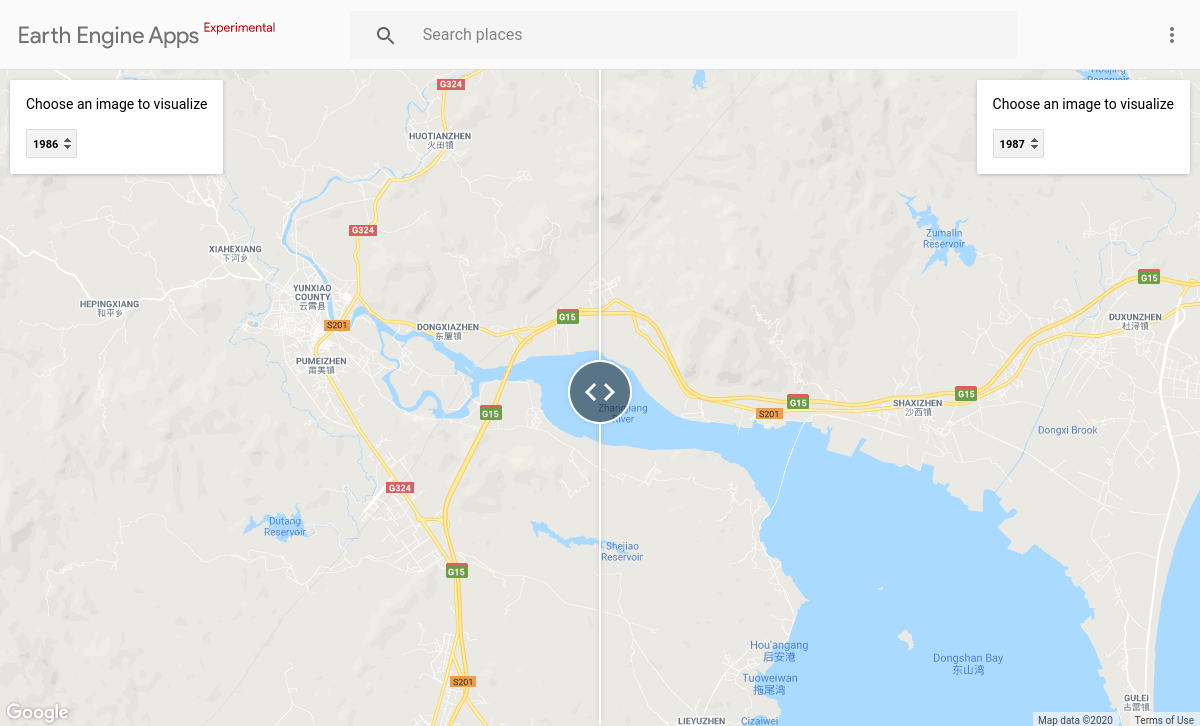 Earth Engine Apps Experimental
Search places
Choose an image to visualize
1986
Choose an image to visualize
1987
G324
HUOTIANZHEN
火田镇
G324
XIAHEXIANG
下河乡
Zumalin
Reservoir
G15
YUNXIAO
COUNTY
云霄县
HEPINGXIANG
和平乡
S201
DONGXIAZHEN
东厦镇
G15
DUXUNZHEN
杜浔镇
PUMEIZHEN
莆美镇
G15
Zhangjiang
River
G15
S201
G15
SHAXIZHEN
沙西镇
Dongxi Brook
G324
Dutang
Reservoir
Shejiao
Reservoir
G15
Hou'angang
后安港
Dongshan Bay
东山湾
Tuoweiwan
拖尾湾
S201
GULEI
古雷镇
Google
LIEYUZHEN
Cizaiwei
Map data ©2020
Terms of Use